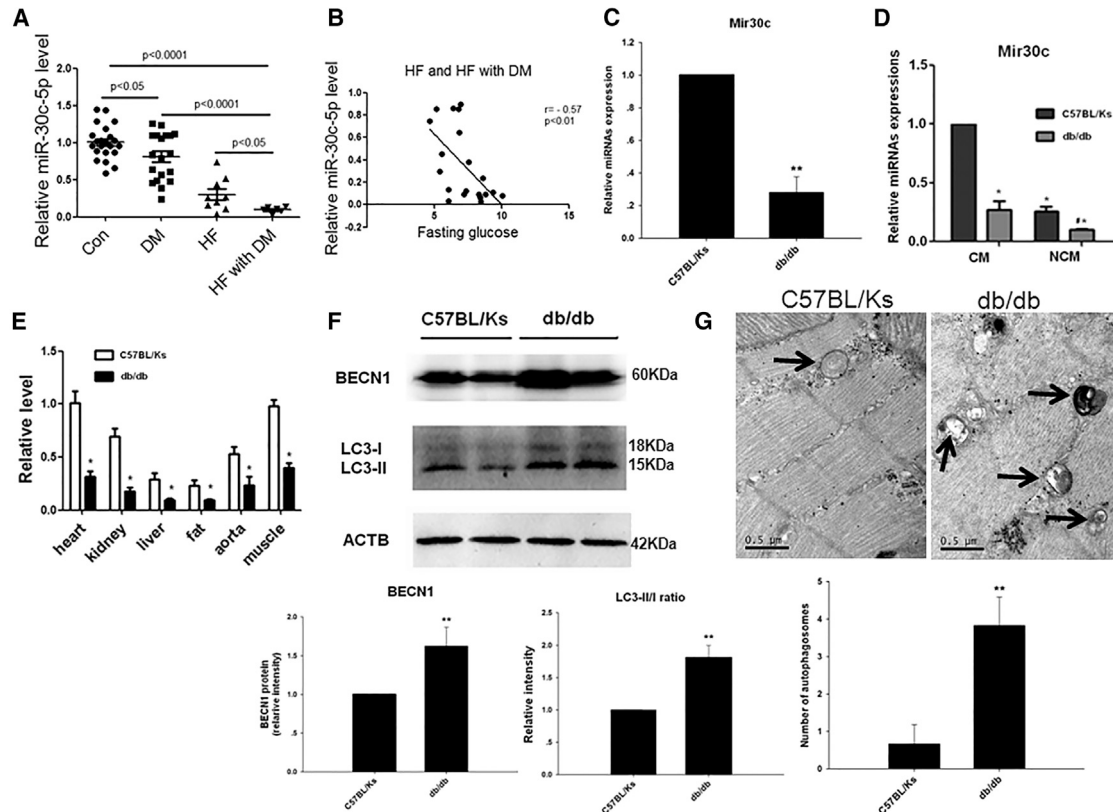 A
Relative miR-30c-5p level
p<0.0001
p<0.05
p<0.0001
p<0.05
2.0
1.5
1.0
0.5
0.0
Con
DM
HF
HF with DM
B
Relative miR-30c-5p level
HF and HF with DM
r= - 0.57
p<0.01
1.0
0.8
0.6
0.4
0.2
0.0
-0.2
5
10
15
Fasting glucose
C
Mir30c
Relative miRNAs expression
1.4
1.2
1.0
.8
.6
.4
.2
0
**
C57BL/Ks
db/db
D
Mir30c
Relative miRNAs expressions
C57BL/Ks
db/db
1.00
0.75
0.50
0.25
0.00
*
*
#*
CM
NCM
E
Relative level
C57BL/Ks
db/db
1.5
1.0
0.5
0.0
*
*
*
*
*
*
heart
kidney
liver
fat
aorta
muscle
F
C57BL/Ks
db/db
BECN1
60KDa
LC3-I
18KDa
LC3-II
15KDa
ACTB
42KDa
BECN1
BECN1 protein
(relative intensity)
2.0
1.5
1.0
.5
0.0
**
C57BL/Ks
db/db
LC3-II/I ratio
Relative intensity
2.5
2.0
1.5
1.0
.5
0.0
**
C57BL/Ks
db/db
G
C57BL/Ks
db/db
0.5 µm
0.5 µm
Number of autophagosomes
5
4
3
2
1
0
**
C57BL/Ks
db/db